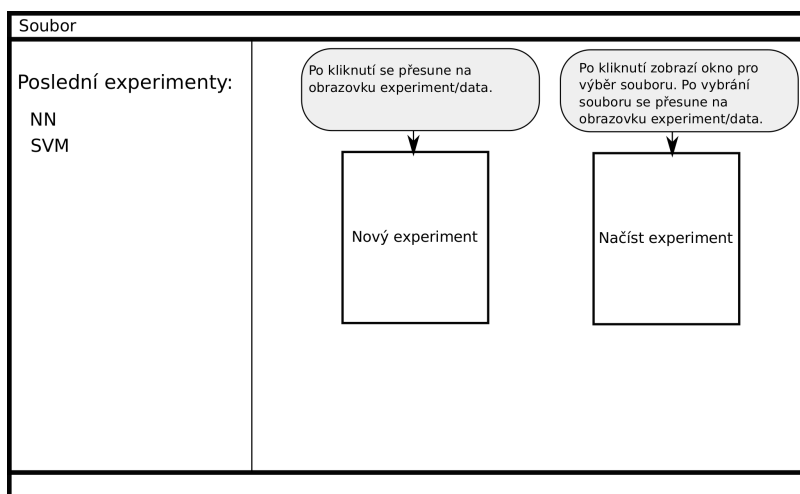 Soubor
Poslední experimenty:
NN
SVM
Po kliknutí se přesune na
obrazovku experiment/data.
Po kliknutí zobrazí okno pro
výběr souboru. Po vybrání
souboru se přesune na
obrazovku experiment/data.
Nový experiment
Načíst experiment